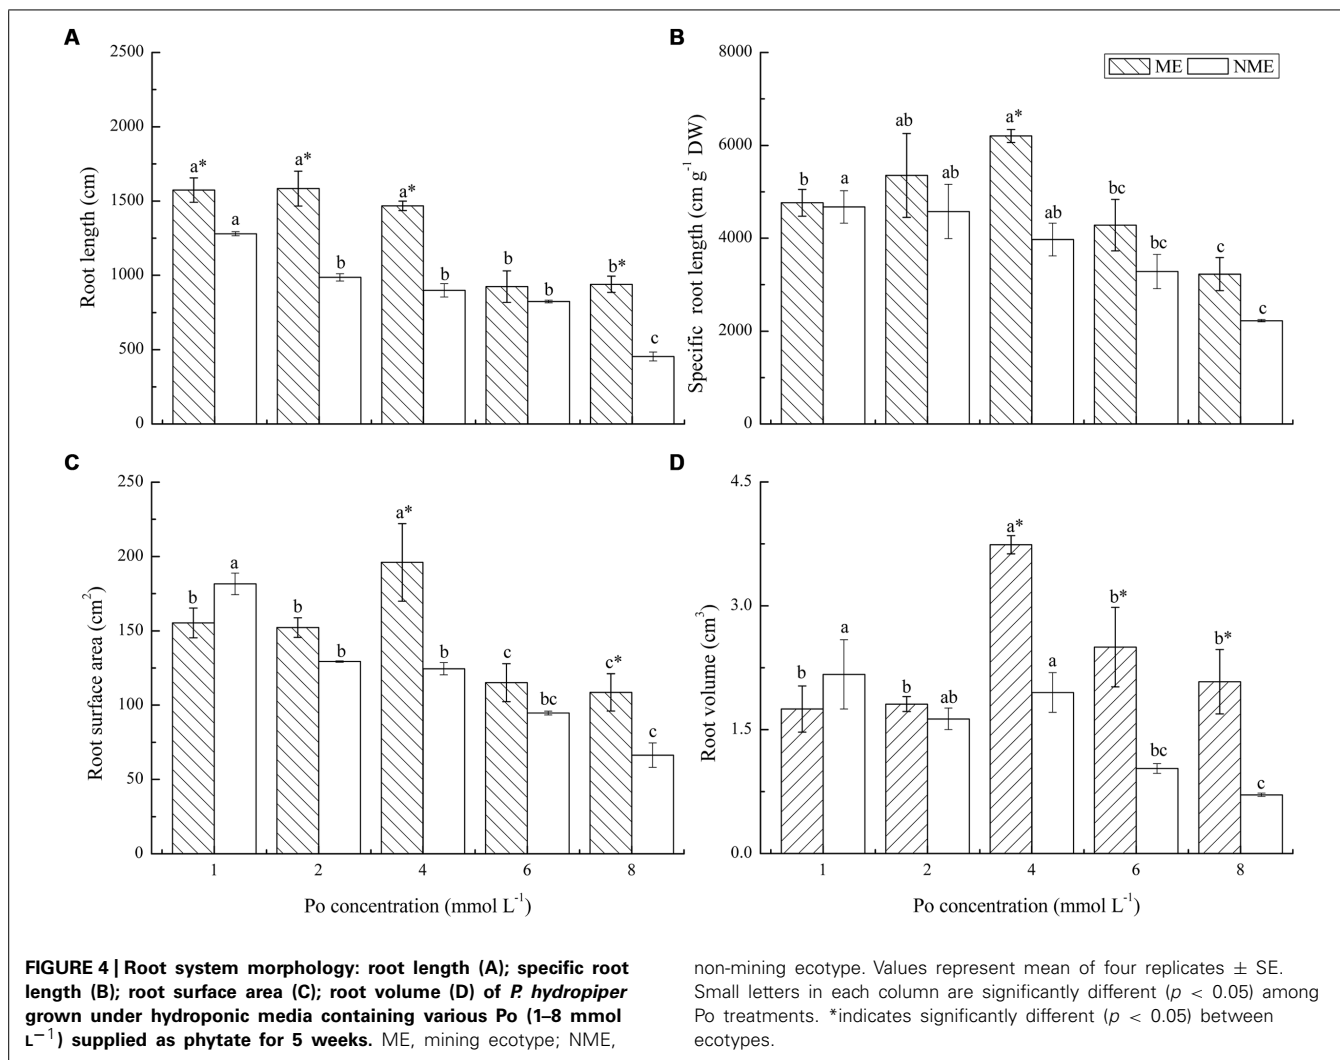 A
2500
2000
1500
1000
500
0
Root length (cm)
a*
a
a*
b
a*
b
b
b
b*
c
B
8000
6000
4000
2000
0
Specific root length (cm g⁻¹ DW)
ME NME
b
a
ab
ab
a*
ab
bc
bc
c
c
C
250
200
150
100
50
0
Root surface area (cm²)
b
a
b
b
a*
b
c
bc
c*
c
1 2 4 6 8
Po concentration (mmol L⁻¹)
D
4.5
3.0
1.5
0.0
Root volume (cm³)
b
a
b
ab
a*
a
b*
bc
b*
c
1 2 4 6 8
Po concentration (mmol L⁻¹)
FIGURE 4 | Root system morphology: root length (A); specific root
length (B); root surface area (C); root volume (D) of P. hydropiper
grown under hydroponic media containing various Po (1–8 mmol
L⁻¹) supplied as phytate for 5 weeks. ME, mining ecotype; NME,
non-mining ecotype. Values represent mean of four replicates ± SE.
Small letters in each column are significantly different (p < 0.05) among
Po treatments. *indicates significantly different (p < 0.05) between
ecotypes.